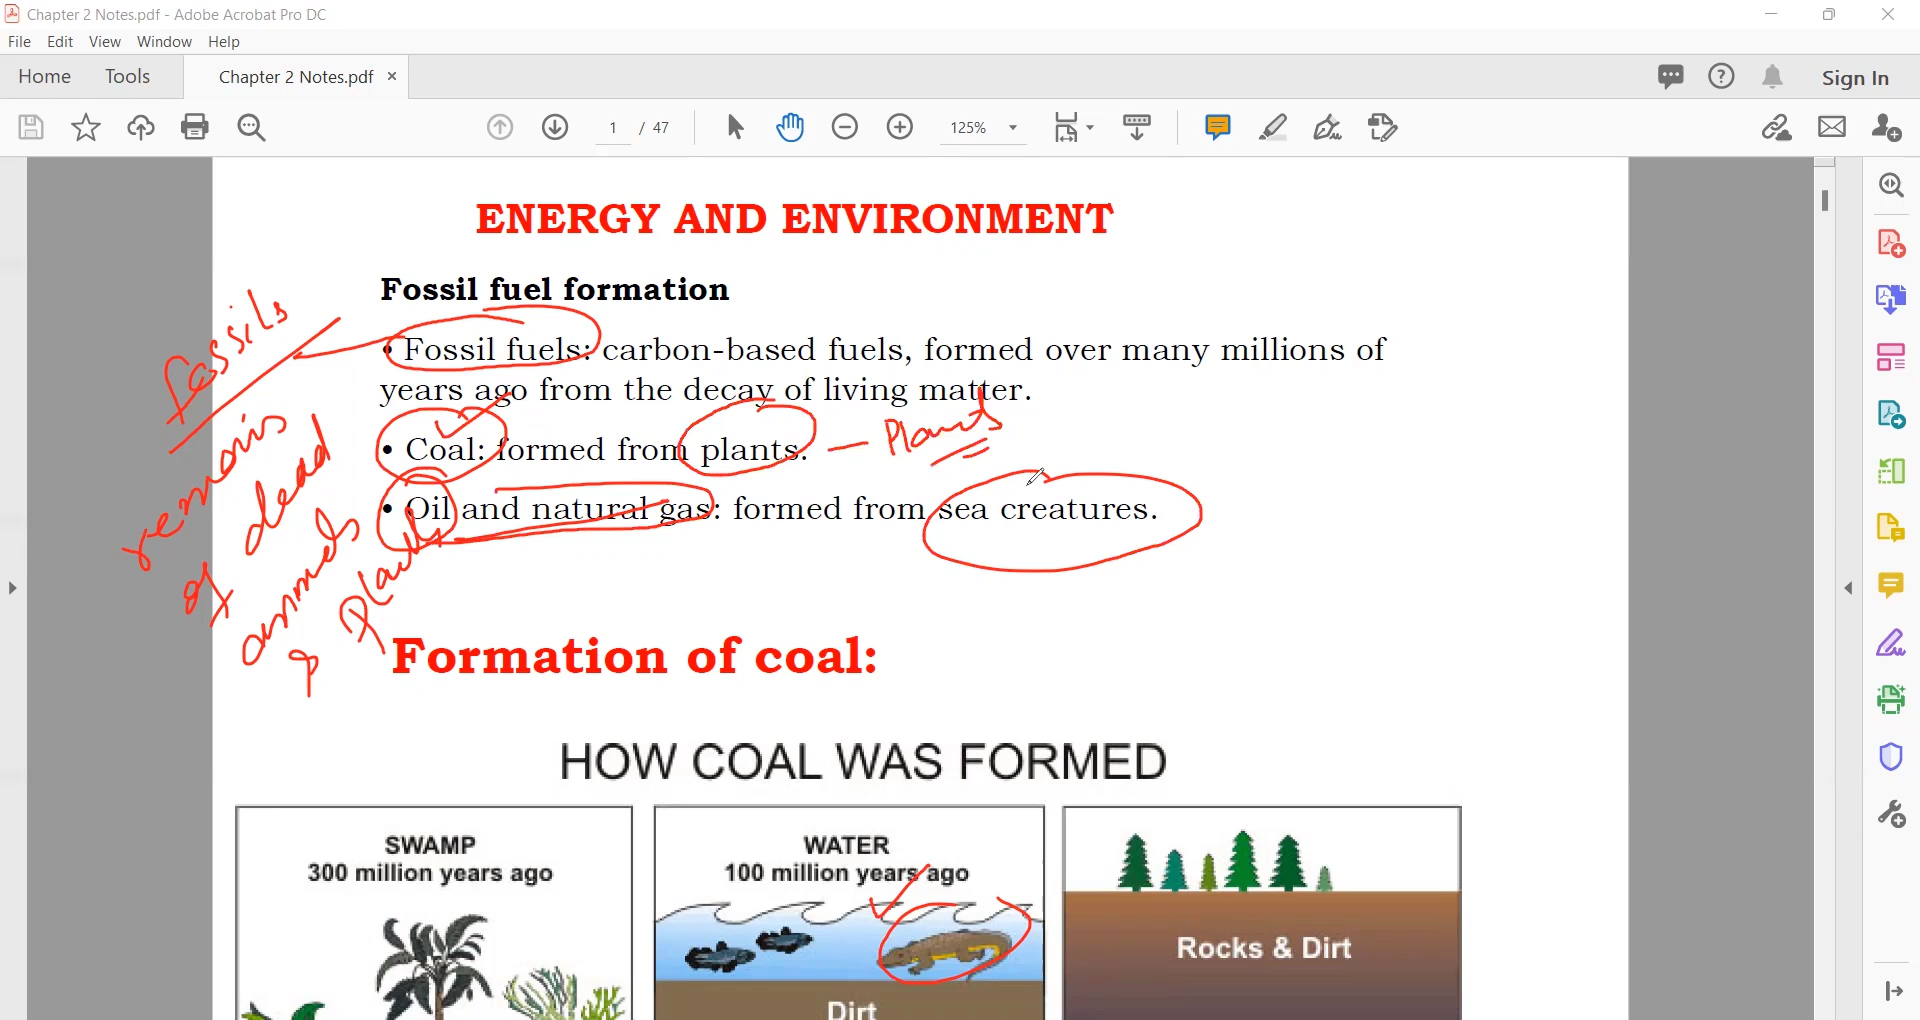 Chapter 2 Notes.pdf - Adobe Acrobat Pro DC
File Edit View Window Help
Home Tools Chapter 2 Notes.pdf × Sign In
1 / 47 125%
ENERGY AND ENVIRONMENT
Fossil fuel formation
• Fossil fuels: carbon-based fuels, formed over many millions of
years ago from the decay of living matter.
• Coal: formed from plants. – Plants
• Oil and natural gas: formed from sea creatures.
Fossils
remains
of dead
animals
&
plants
Formation of coal:
HOW COAL WAS FORMED
SWAMP
300 million years ago
WATER
100 million years ago
Dirt
Rocks & Dirt